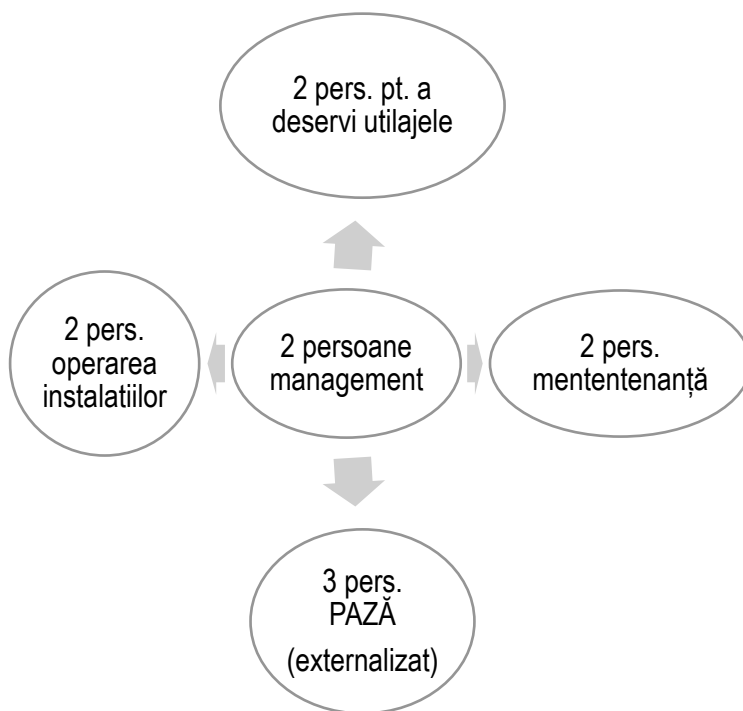 2 pers. pt. a
deservi utilajele
2 pers.
operarea
instalatiilor
2 persoane
management
2 pers.
mententenanță
3 pers.
PAZĂ
(externalizat)